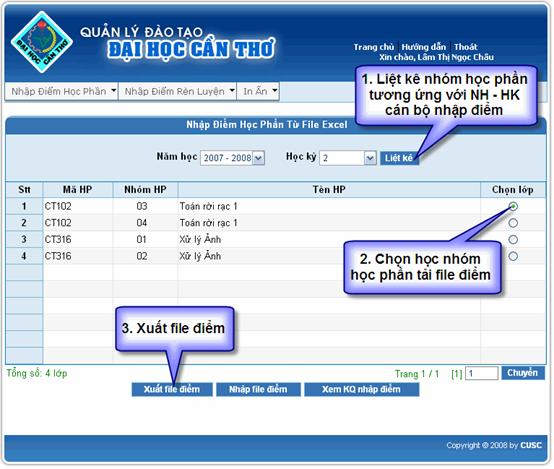 QUẢN LÝ ĐÀO TẠO
ĐẠI HỌC CẦN THƠ
ĐẠI HỌC CẦN THƠ
Trang chủ Hướng dẫn Thoát
Xin chào, Lâm Thị Ngọc Châu
Nhập Điểm Học Phần Nhập Điểm Rèn Luyện In Ấn
1. Liệt kê nhóm học phần
tương ứng với NH - HK
cán bộ nhập điểm
Nhập Điểm Học Phần Từ File Excel
Năm học 2007 - 2008 Học kỳ 2 Liệt kê
Stt Mã HP Nhóm HP Tên HP Chọn lớp
1 CT102 03 Toán rời rạc 1
2 CT102 04 Toán rời rạc 1
3 CT316 01 Xử lý Ảnh
4 CT316 02 Xử lý Ảnh
2. Chọn học nhóm
học phần tải file điểm
3. Xuất file điểm
Tổng số: 4 lớp Trang 1 / 1 [1] 1 Chuyển
Xuất file điểm Nhập file điểm Xem KQ nhập điểm
Copyright © 2008 by CUSC